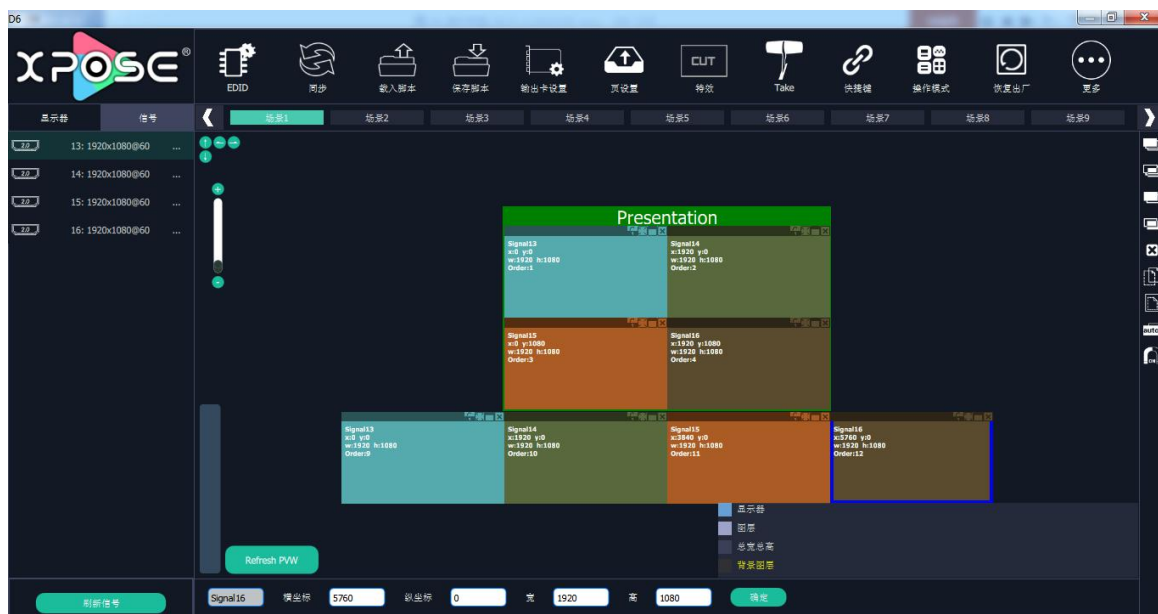 D6
XPOSE®
EDID
同步
载入脚本
保存脚本
输出卡设置
页设置
CUT
特效
Take
快捷键
操作模式
恢复出厂
更多
显示器
信号
场景1
场景2
场景3
场景4
场景5
场景6
场景7
场景8
场景9
2.0 13: 1920x1080@60 ...
2.0 14: 1920x1080@60 ...
2.0 15: 1920x1080@60 ...
2.0 16: 1920x1080@60 ...
Presentation
Signal13
x:0 y:0
w:1920 h:1080
Order:1
Signal14
x:1920 y:0
w:1920 h:1080
Order:2
Signal15
x:0 y:1080
w:1920 h:1080
Order:3
Signal16
x:1920 y:1080
w:1920 h:1080
Order:4
Signal13
x:0 y:0
w:1920 h:1080
Order:9
Signal14
x:1920 y:0
w:1920 h:1080
Order:10
Signal15
x:3840 y:0
w:1920 h:1080
Order:11
Signal16
x:5760 y:0
w:1920 h:1080
Order:12
auto
显示器
图层
总宽总高
背景图层
Refresh PVW
刷新信号
Signal16 横坐标 5760 纵坐标 0 宽 1920 高 1080 确定